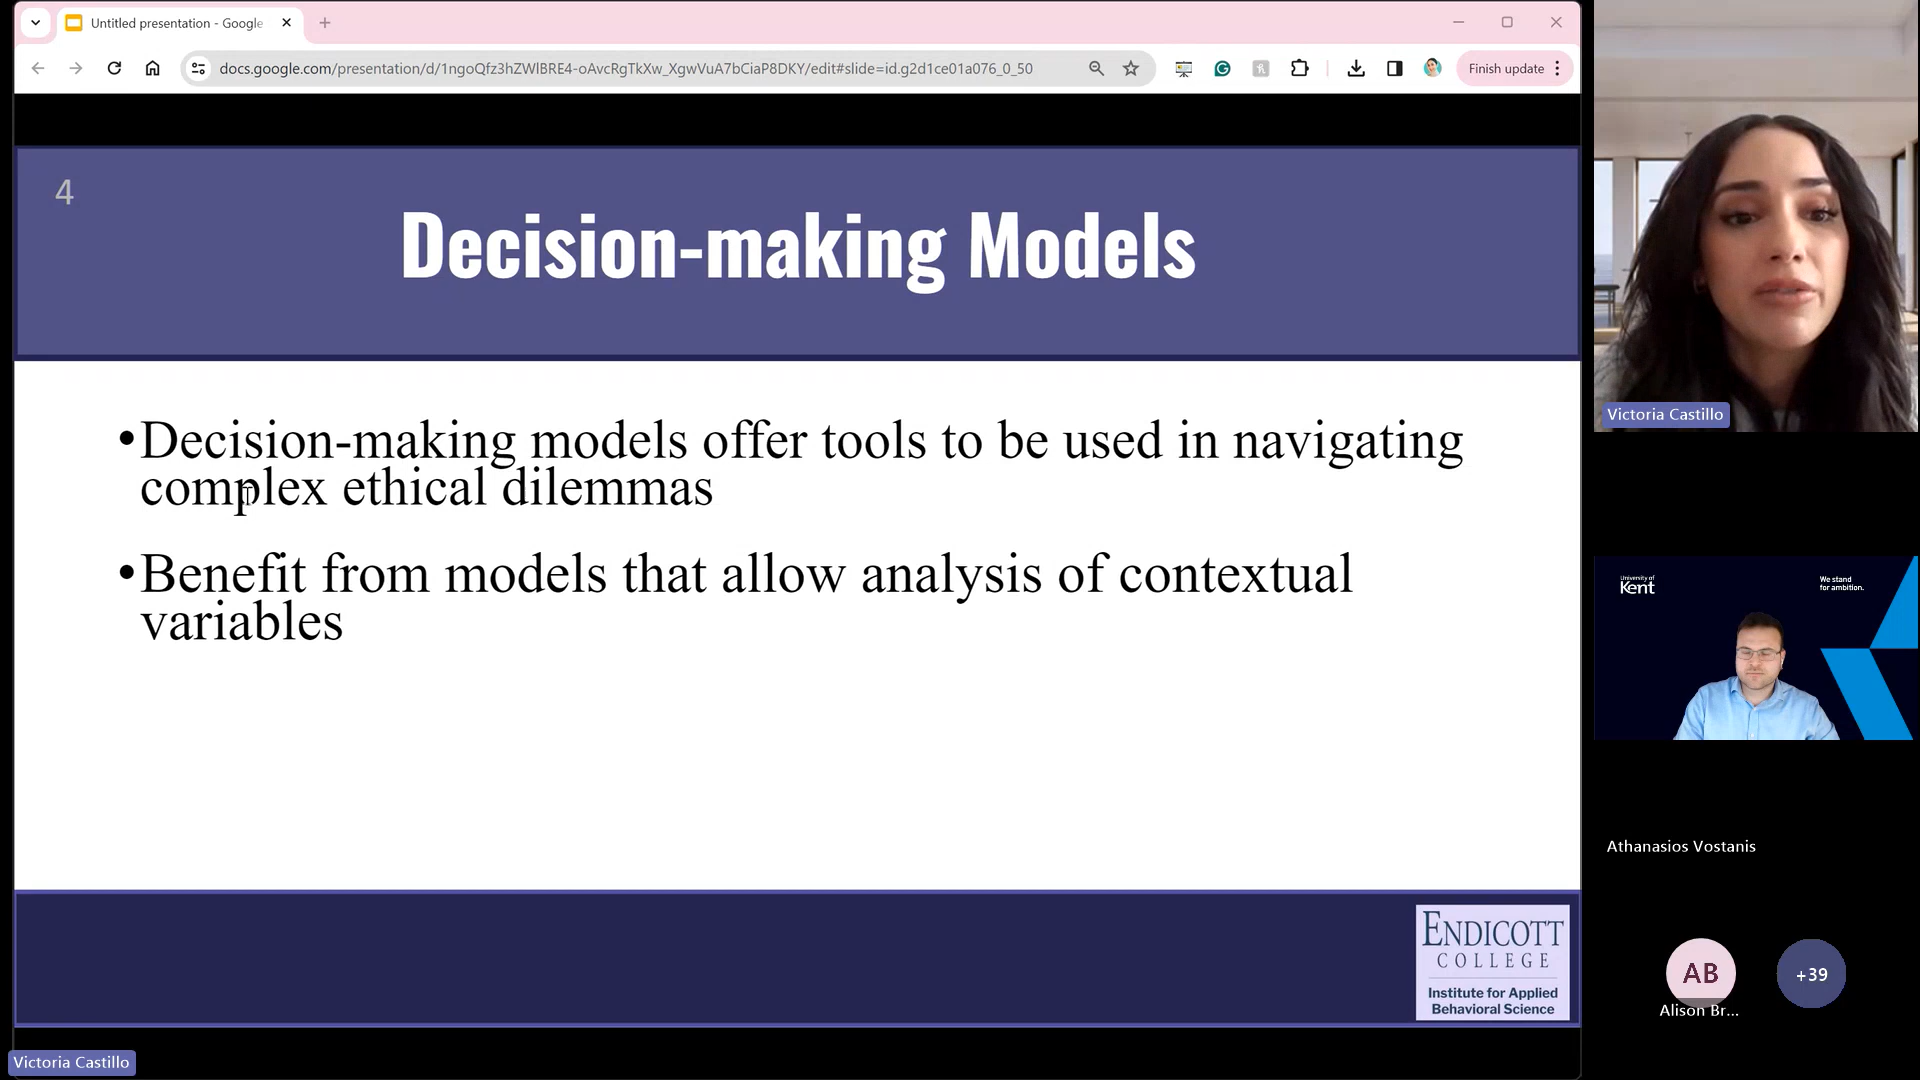 Untitled presentation - Google
docs.google.com/presentation/d/1ngoQfz3hZWlBRE4-oAvcRgTkXw_XgwVuA7bCiaP8DKY/edit#slide=id.g2d1ce01a076_0_50
Finish update
4
Decision-making Models
•Decision-making models offer tools to be used in navigating
complex ethical dilemmas
•Benefit from models that allow analysis of contextual
variables
ENDICOTT
COLLEGE
Institute for Applied
Behavioral Science
Victoria Castillo
Victoria Castillo
University of
Kent
We stand
for ambition.
Athanasios Vostanis
AB
Alison Br...
+39